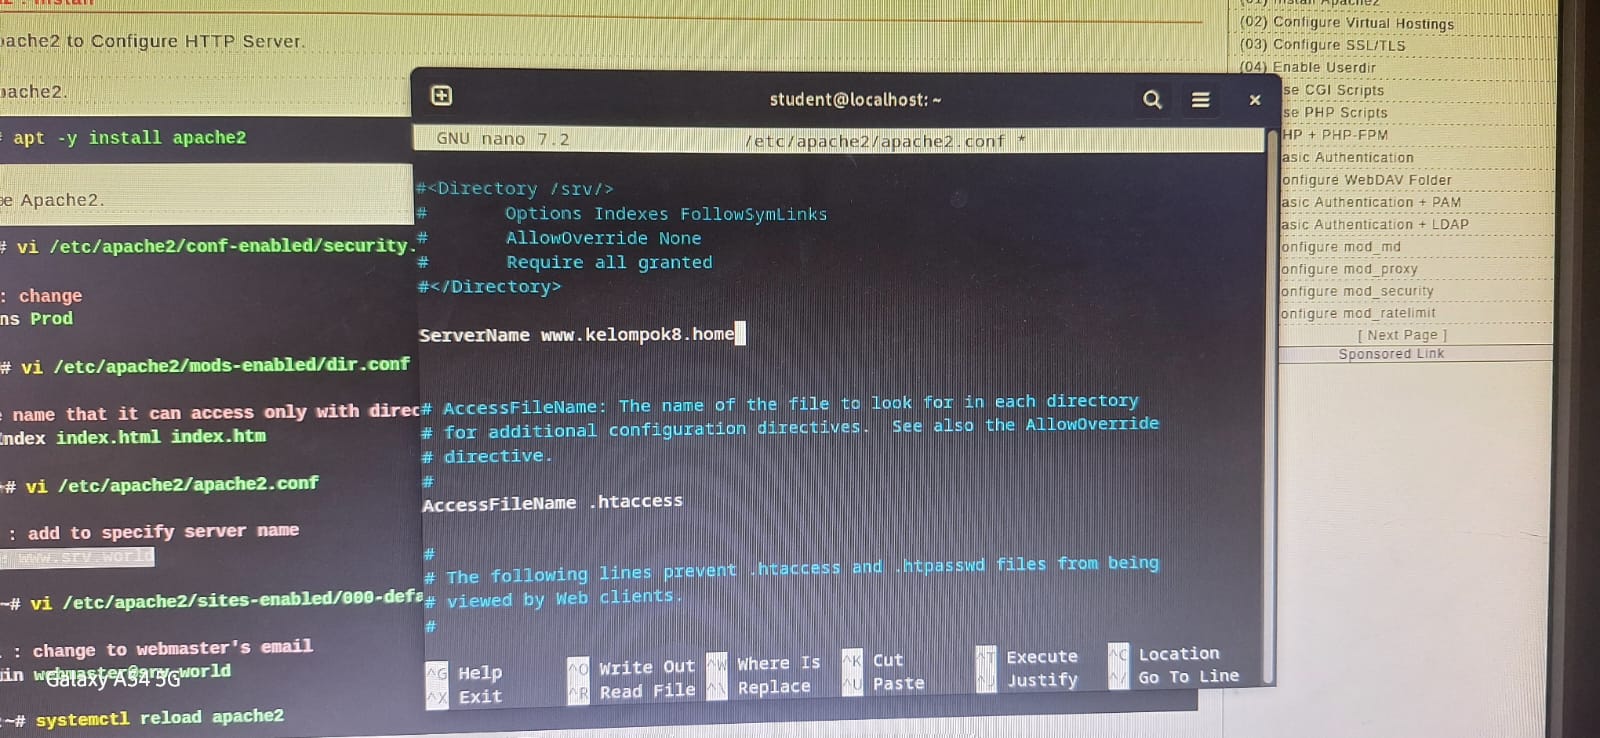 Install
pache2 to Configure HTTP Server.
pache2.
# apt -y install apache2
e Apache2.
# vi /etc/apache2/conf-enabled/security.
: change
ns Prod
# vi /etc/apache2/mods-enabled/dir.conf
name that it can access only with direc
ndex index.html index.htm
~# vi /etc/apache2/apache2.conf
: add to specify server name
www.srv.world
~# vi /etc/apache2/sites-enabled/000-defa
: change to webmaster's email
in webmaster@srv.world
Galaxy A34 5G
:~# systemctl reload apache2
student@localhost: ~
GNU nano 7.2
/etc/apache2/apache2.conf *
#<Directory /srv/>
#       Options Indexes FollowSymLinks
#       AllowOverride None
#       Require all granted
#</Directory>
ServerName www.kelompok8.home
# AccessFileName: The name of the file to look for in each directory
# for additional configuration directives.  See also the AllowOverride
# directive.
#
AccessFileName .htaccess
#
# The following lines prevent .htaccess and .htpasswd files from being
# viewed by Web clients.
#
^G Help ^O Write Out ^W Where Is ^K Cut ^T Execute ^C Location
^X Exit ^R Read File ^\ Replace ^U Paste ^J Justify ^/ Go To Line
(01) Install Apache2
(02) Configure Virtual Hostings
(03) Configure SSL/TLS
(04) Enable Userdir
se CGI Scripts
se PHP Scripts
HP + PHP-FPM
asic Authentication
onfigure WebDAV Folder
asic Authentication + PAM
asic Authentication + LDAP
onfigure mod_md
onfigure mod_proxy
onfigure mod_security
onfigure mod_ratelimit
[ Next Page ]
Sponsored Link